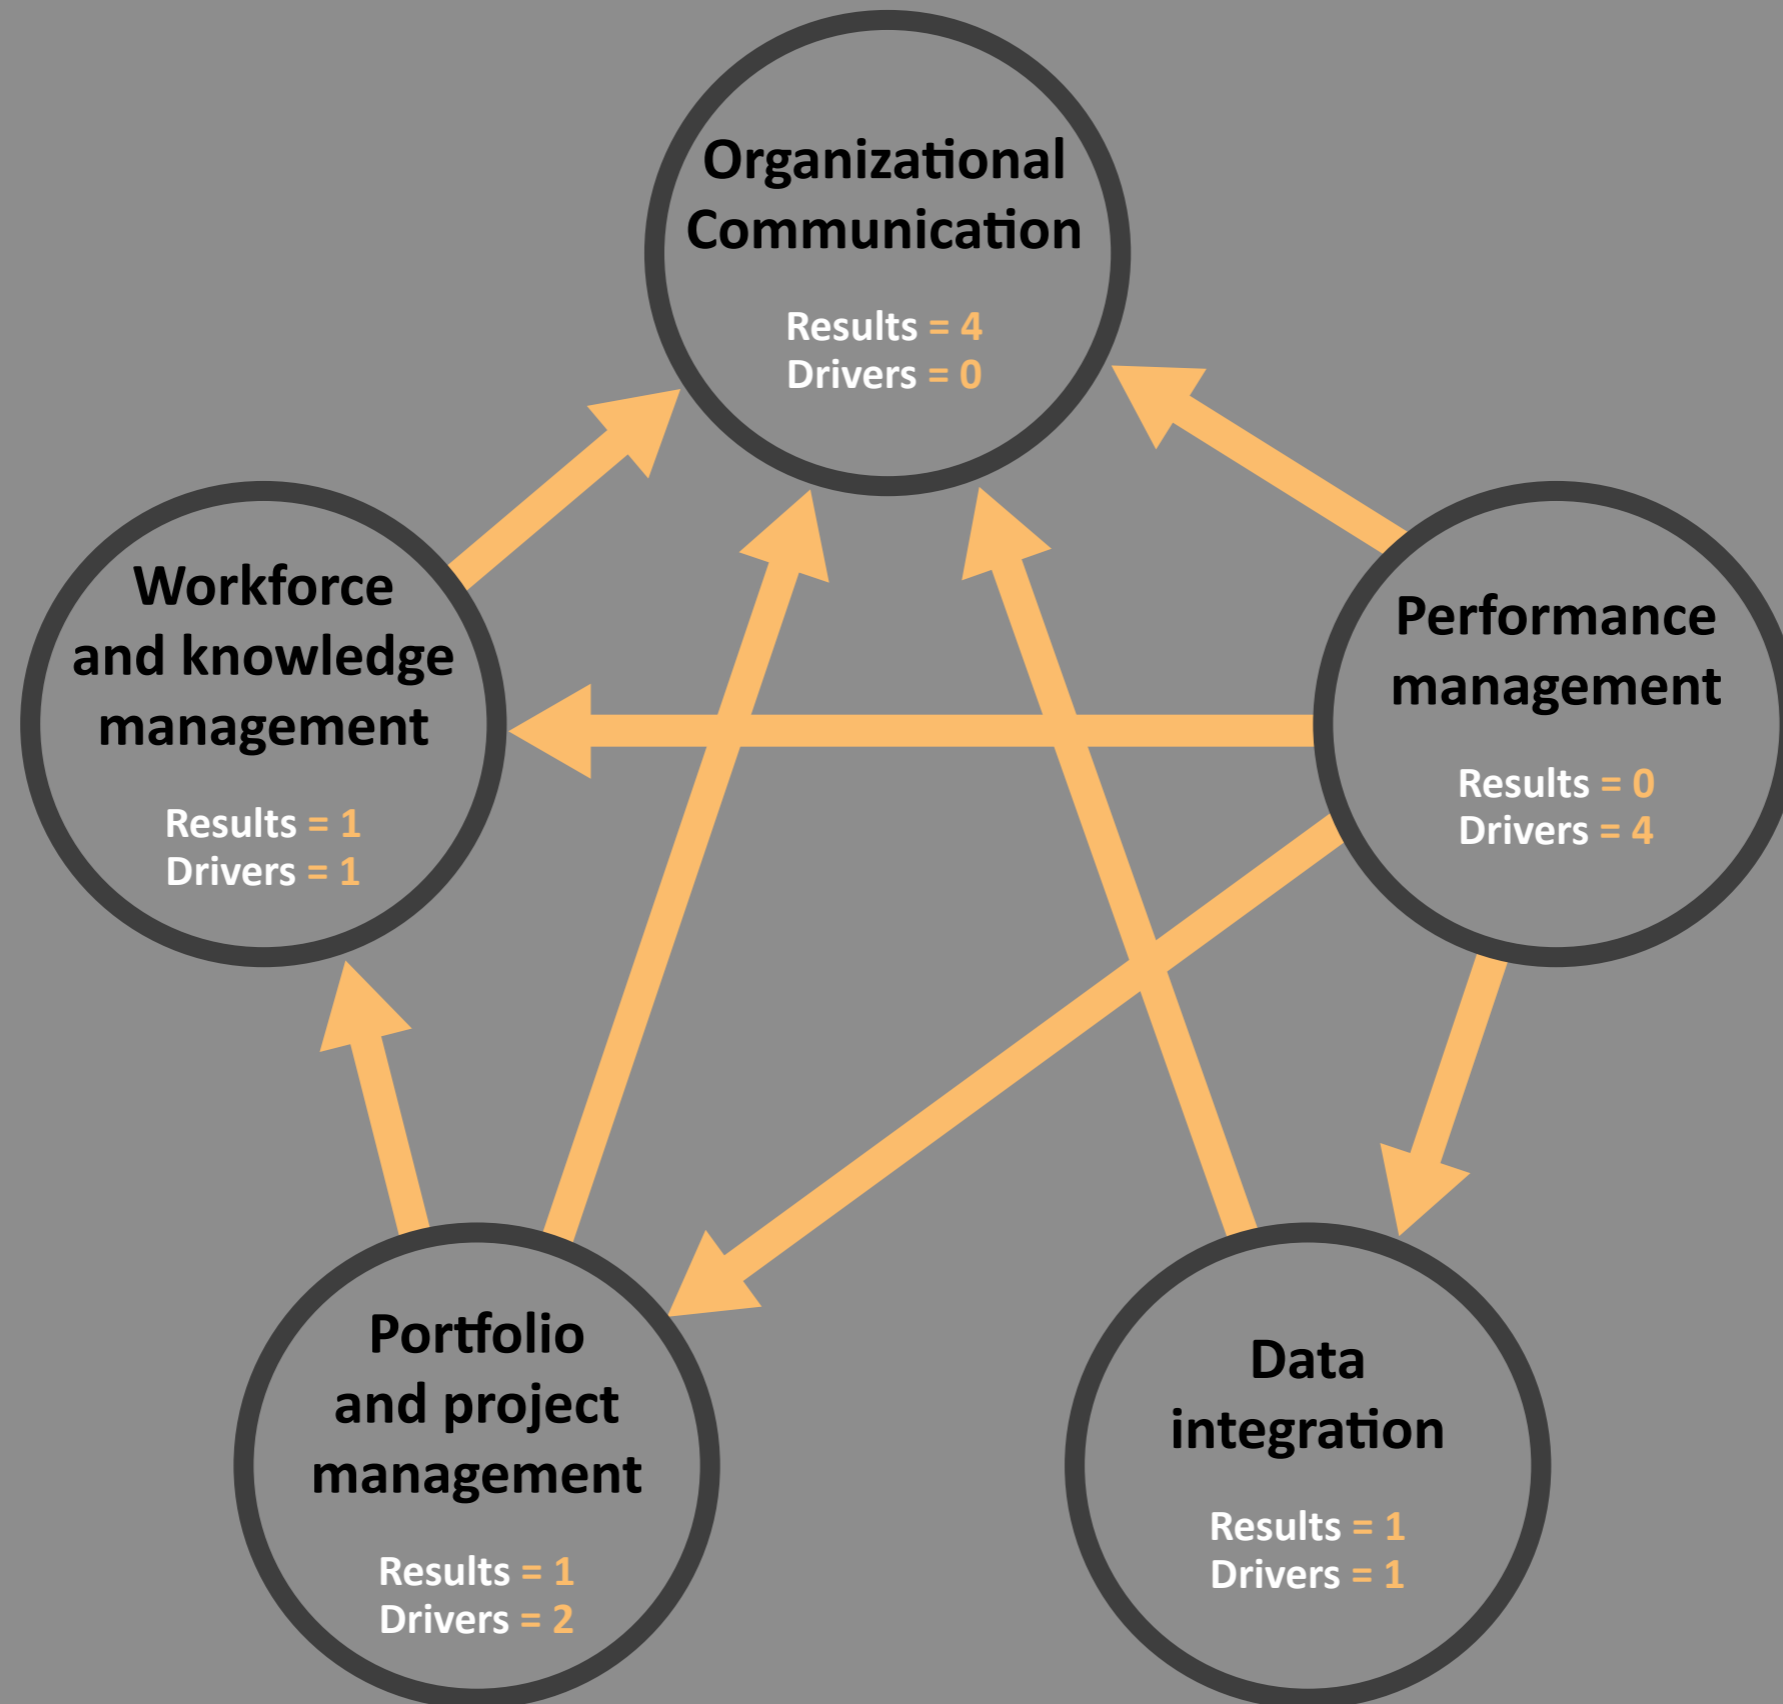 Organizational
Communication
Results = 4
Drivers = 0
Workforce
and knowledge
management
Results = 1
Drivers = 1
Performance
management
Results = 0
Drivers = 4
Portfolio
and project
management
Results = 1
Drivers = 2
Data
integration
Results = 1
Drivers = 1